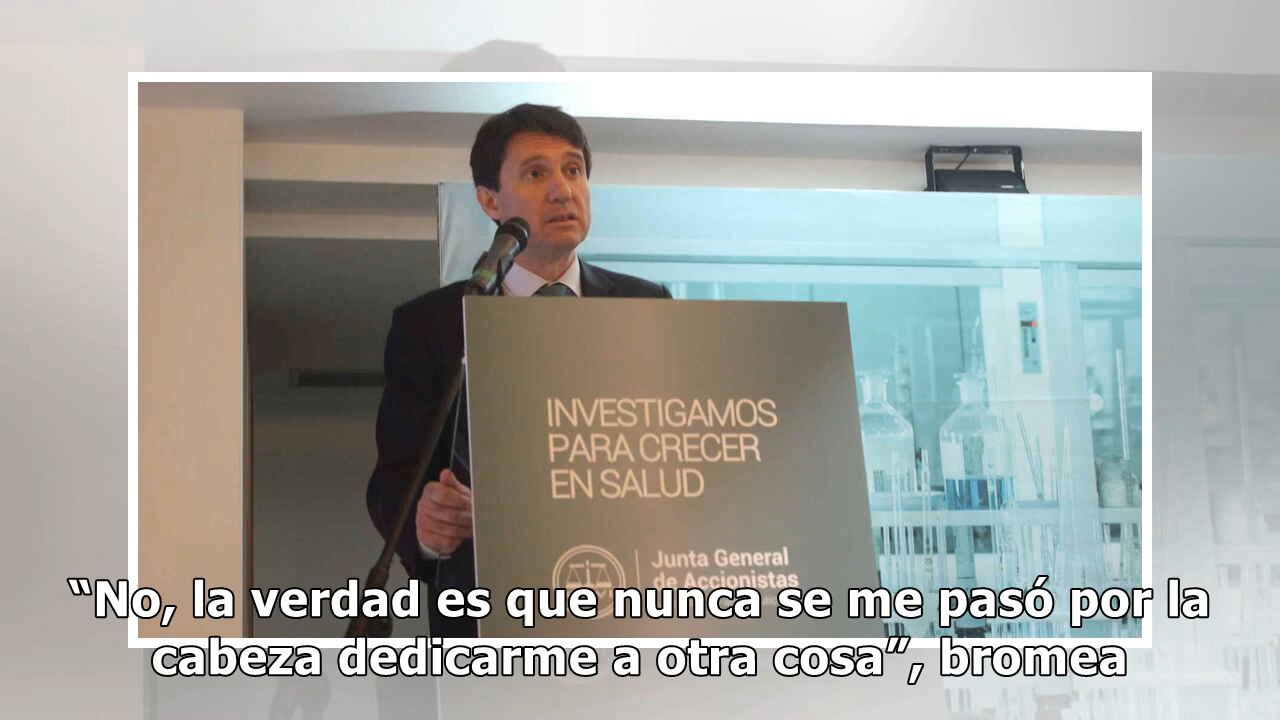 INVESTIGAMOS
PARA CRECER
EN SALUD
Junta General
de Accionistas
“No, la verdad es que nunca se me pasó por la
cabeza dedicarme a otra cosa”, bromea